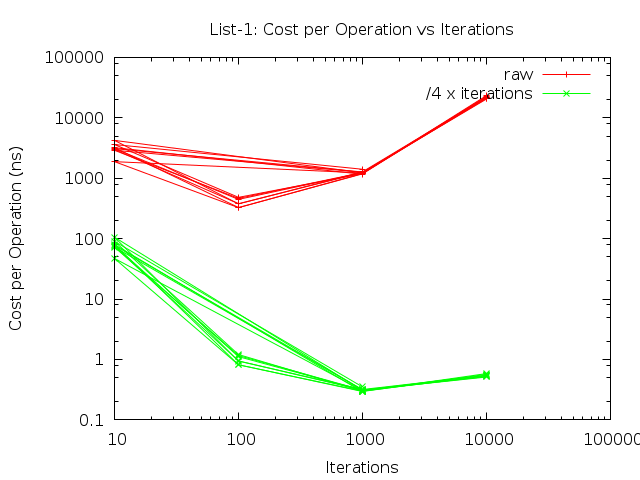 List-1: Cost per Operation vs Iterations
100000
10000
1000
100
10
1
0.1
Cost per Operation (ns)
raw
/4 x iterations
10 100 1000 10000 100000
Iterations